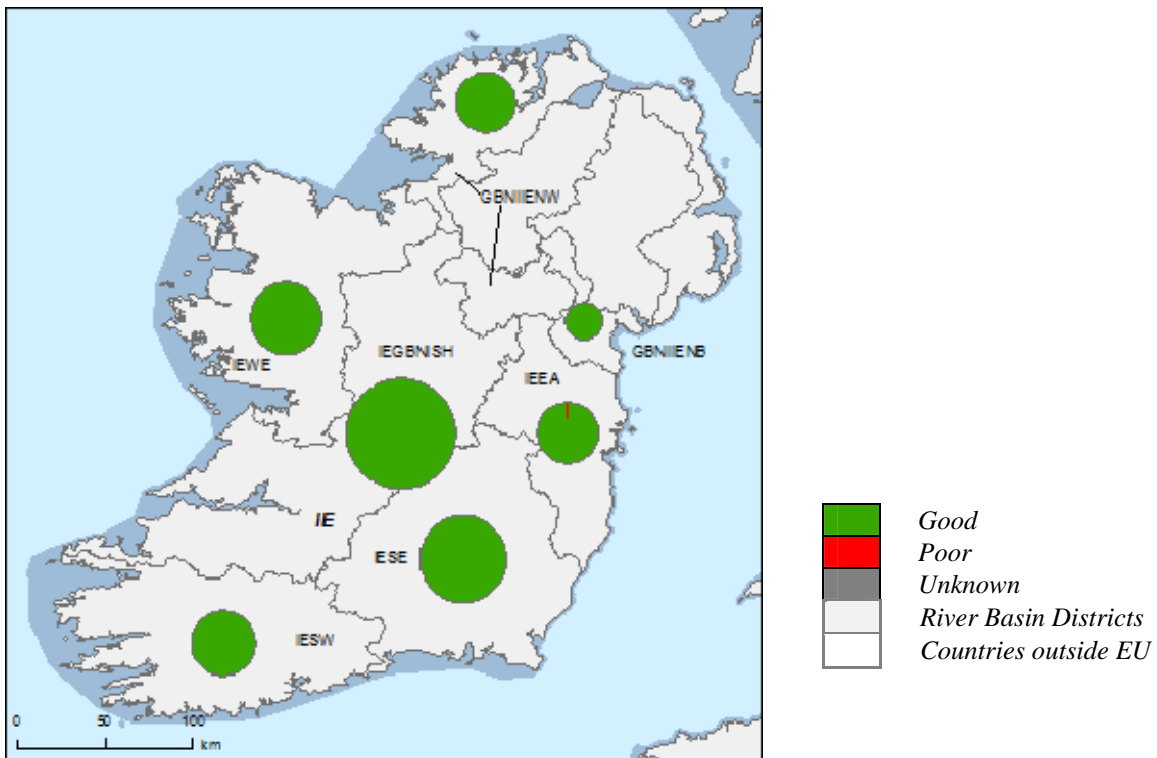 GBNIIENW
IEGBNISH
GBNIIENB
IEWE
IEEA
IE
IESE
IESW
0 50 100
km
Good
Poor
Unknown
River Basin Districts
Countries outside EU